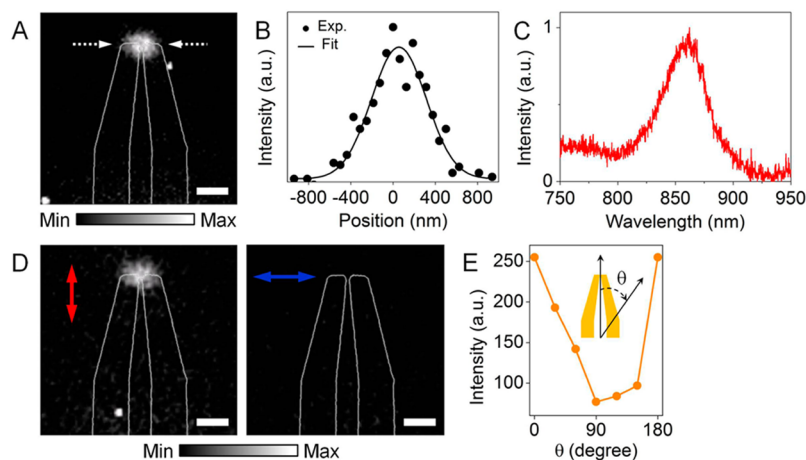 A
Min
Max
B
Intensity (a.u.)
Exp.
Fit
-800
-400
0
400
800
Position (nm)
C
Intensity (a.u.)
1
0
750
800
850
900
950
Wavelength (nm)
D
Min
Max
E
Intensity (a.u.)
250
200
150
100
θ
0
90
180
θ (degree)